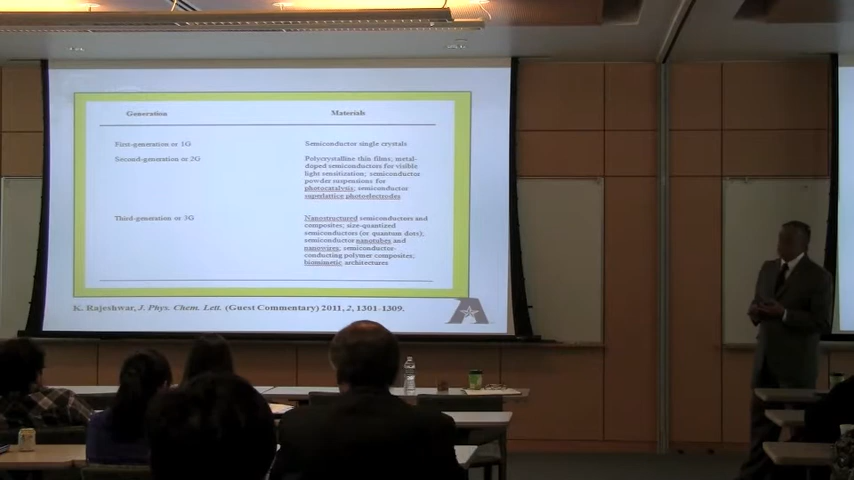 Generation Materials
First-generation or 1G Semiconductor single crystals
Second-generation or 2G Polycrystalline thin films; metal-
doped semiconductors for visible
light sensitization; semiconductor
powder suspensions for
photocatalysis; semiconductor
superlattice photoelectrodes
Third-generation or 3G Nanostructured semiconductors and
composites; size-quantized
semiconductors (or quantum dots);
semiconductor nanotubes and
nanowires; semiconductor-
conducting polymer composites;
biomimetic architectures
K. Rajeshwar, J. Phys. Chem. Lett. (Guest Commentary) 2011, 2, 1301-1309.